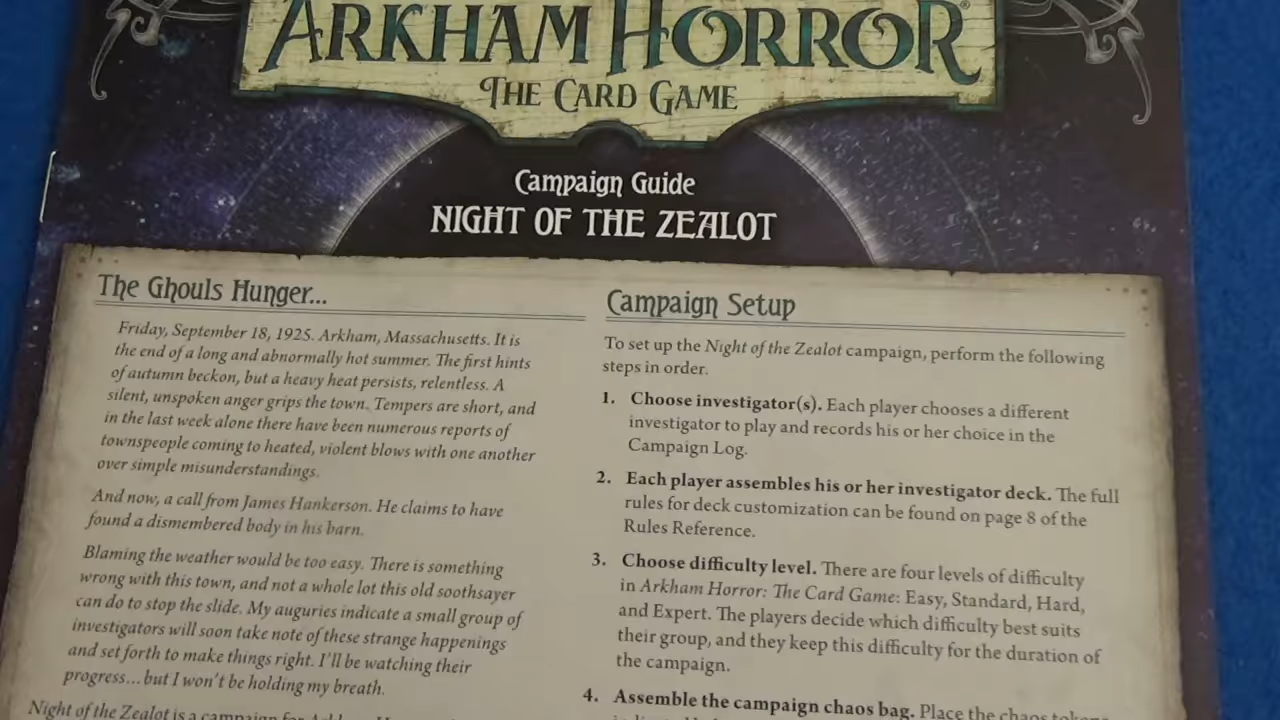 ARKHAM HORROR®
THE CARD GAME
Campaign Guide
NIGHT OF THE ZEALOT
The Ghouls Hunger...
Friday, September 18, 1925. Arkham, Massachusetts. It is
the end of a long and abnormally hot summer. The first hints
of autumn beckon, but a heavy heat persists, relentless. A
silent, unspoken anger grips the town. Tempers are short, and
in the last week alone there have been numerous reports of
townspeople coming to heated, violent blows with one another
over simple misunderstandings.
And now, a call from James Hankerson. He claims to have
found a dismembered body in his barn.
Blaming the weather would be too easy. There is something
wrong with this town, and not a whole lot this old soothsayer
can do to stop the slide. My auguries indicate a small group of
investigators will soon take note of these strange happenings
and set forth to make things right. I'll be watching their
progress...but I won't be holding my breath.
Night of the Zealot is a campaign for
Campaign Setup
To set up the Night of the Zealot campaign, perform the following
steps in order.
1. Choose investigator(s). Each player chooses a different
investigator to play and records his or her choice in the
Campaign Log.
2. Each player assembles his or her investigator deck. The full
rules for deck customization can be found on page 8 of the
Rules Reference.
3. Choose difficulty level. There are four levels of difficulty
in Arkham Horror: The Card Game: Easy, Standard, Hard,
and Expert. The players decide which difficulty best suits
their group, and they keep this difficulty for the duration of
the campaign.
4. Assemble the campaign chaos bag. Place the chaos tokens